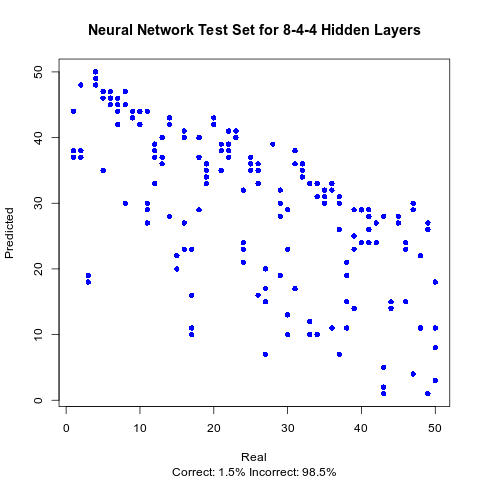 Neural Network Test Set for 8-4-4 Hidden Layers
Predicted
50
40
30
20
10
0
0 10 20 30 40 50
Real
Correct: 1.5% Incorrect: 98.5%